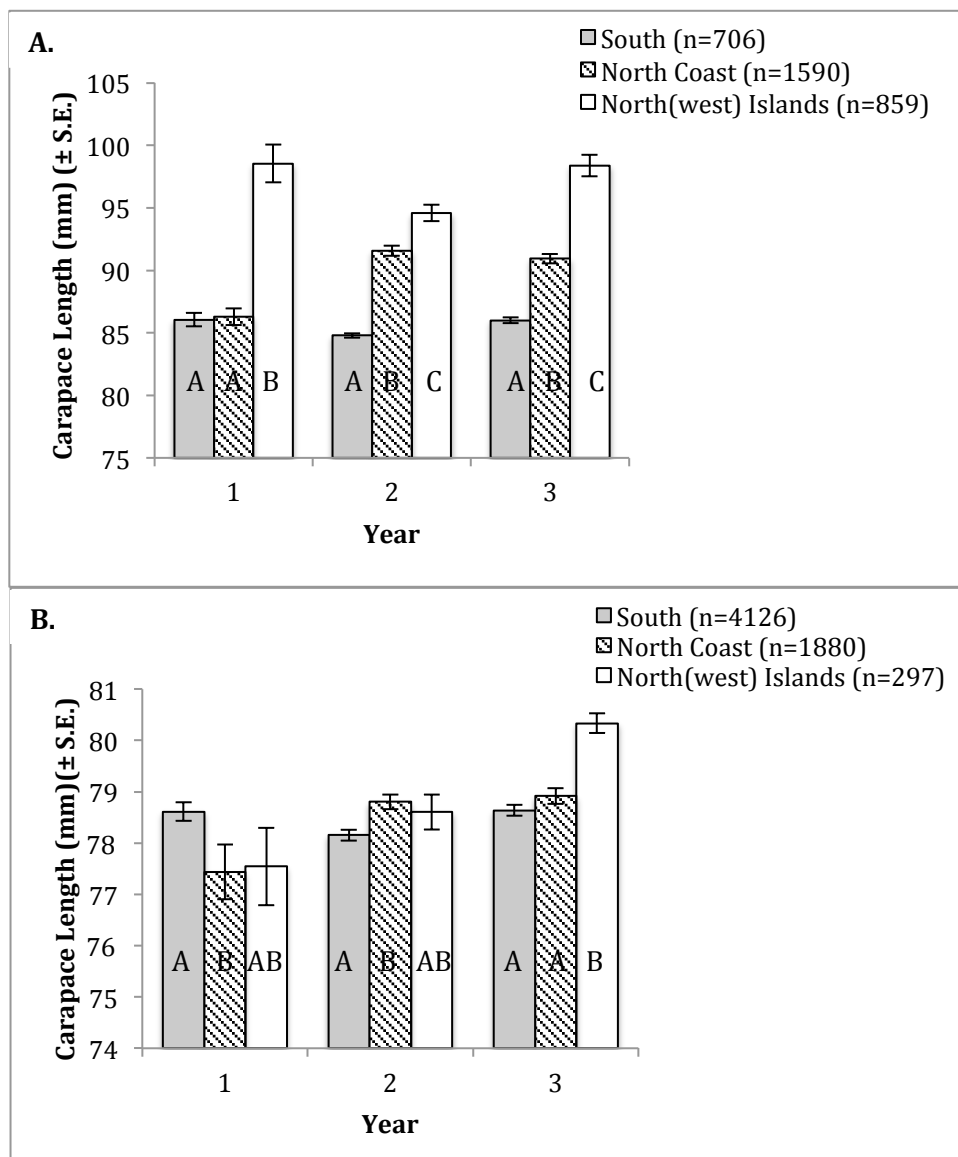 A.
South (n=706)
North Coast (n=1590)
North(west) Islands (n=859)
Carapace Length (mm) (± S.E.)
105
100
95
90
85
80
75
A A B A B C A B C
1 2 3
Year
B.
South (n=4126)
North Coast (n=1880)
North(west) Islands (n=297)
Carapace Length (mm)(± S.E.)
81
80
79
78
77
76
75
74
A B AB A B AB A A B
1 2 3
Year